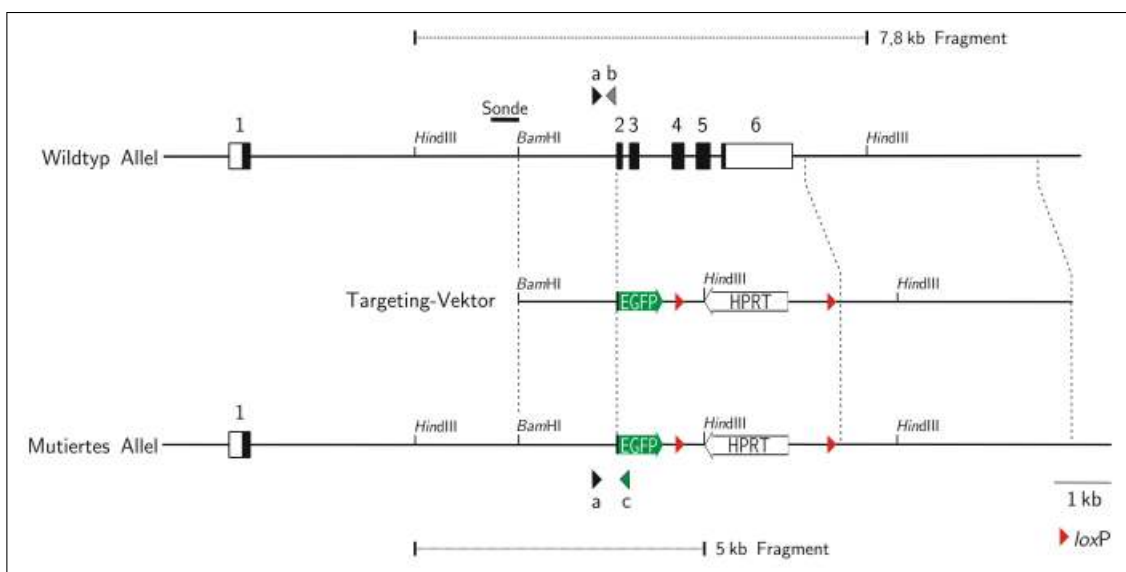 7,8 kb Fragment
a b
Sonde
1 HindIII BamHI 2 3 4 5 6 HindIII
Wildtyp Allel
BamHI HindIII HindIII
Targeting-Vektor EGFP HPRT
1 HindIII BamHI HindIII HindIII
Mutiertes Allel EGFP HPRT
a c
1 kb
5 kb Fragment
loxP